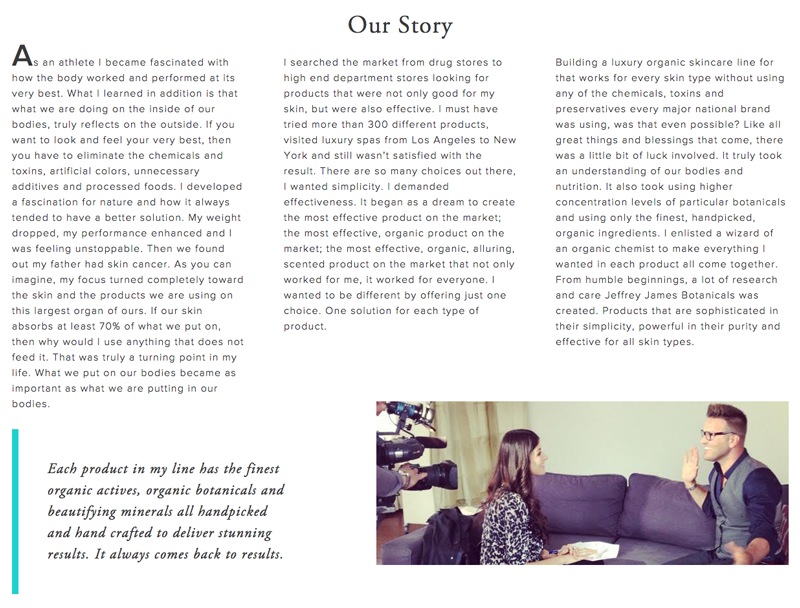 Our Story
As an athlete I became fascinated with
how the body worked and performed at its
very best. What I learned in addition is that
what we are doing on the inside of our
bodies, truly reflects on the outside. If you
want to look and feel your very best, then
you have to eliminate the chemicals and
toxins, artificial colors, unnecessary
additives and processed foods. I developed
a fascination for nature and how it always
tended to have a better solution. My weight
dropped, my performance enhanced and I
was feeling unstoppable. Then we found
out my father had skin cancer. As you can
imagine, my focus turned completely toward
the skin and the products we are using on
this largest organ of ours. If our skin
absorbs at least 70% of what we put on,
then why would I use anything that does not
feed it. That was truly a turning point in my
life. What we put on our bodies became as
important as what we are putting in our
bodies.
I searched the market from drug stores to
high end department stores looking for
products that were not only good for my
skin, but were also effective. I must have
tried more than 300 different products,
visited luxury spas from Los Angeles to New
York and still wasn't satisfied with the
result. There are so many choices out there,
I wanted simplicity. I demanded
effectiveness. It began as a dream to create
the most effective product on the market;
the most effective, organic product on the
market; the most effective, organic, alluring,
scented product on the market that not only
worked for me, it worked for everyone. I
wanted to be different by offering just one
choice. One solution for each type of
product.
Building a luxury organic skincare line for
that works for every skin type without using
any of the chemicals, toxins and
preservatives every major national brand
was using, was that even possible? Like all
great things and blessings that come, there
was a little bit of luck involved. It truly took
an understanding of our bodies and
nutrition. It also took using higher
concentration levels of particular botanicals
and using only the finest, handpicked,
organic ingredients. I enlisted a wizard of
an organic chemist to make everything I
wanted in each product all come together.
From humble beginnings, a lot of research
and care Jeffrey James Botanicals was
created. Products that are sophisticated in
their simplicity, powerful in their purity and
effective for all skin types.
Each product in my line has the finest
organic actives, organic botanicals and
beautifying minerals all handpicked
and hand crafted to deliver stunning
results. It always comes back to results.